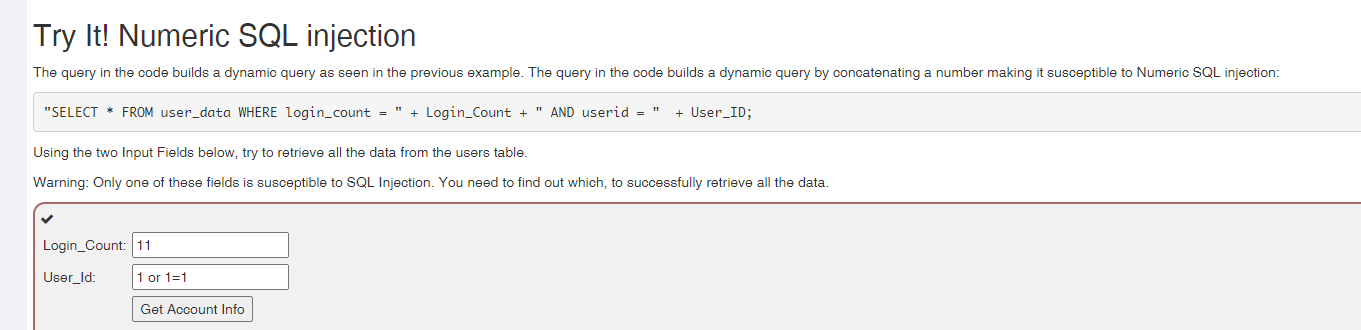 Try It! Numeric SQL injection
The query in the code builds a dynamic query as seen in the previous example. The query in the code builds a dynamic query by concatenating a number making it susceptible to Numeric SQL injection:
"SELECT * FROM user_data WHERE login_count = " + Login_Count + " AND userid = "  + User_ID;
Using the two Input Fields below, try to retrieve all the data from the users table.
Warning: Only one of these fields is susceptible to SQL Injection. You need to find out which, to successfully retrieve all the data.
Login_Count: 11
User_Id: 1 or 1=1
Get Account Info